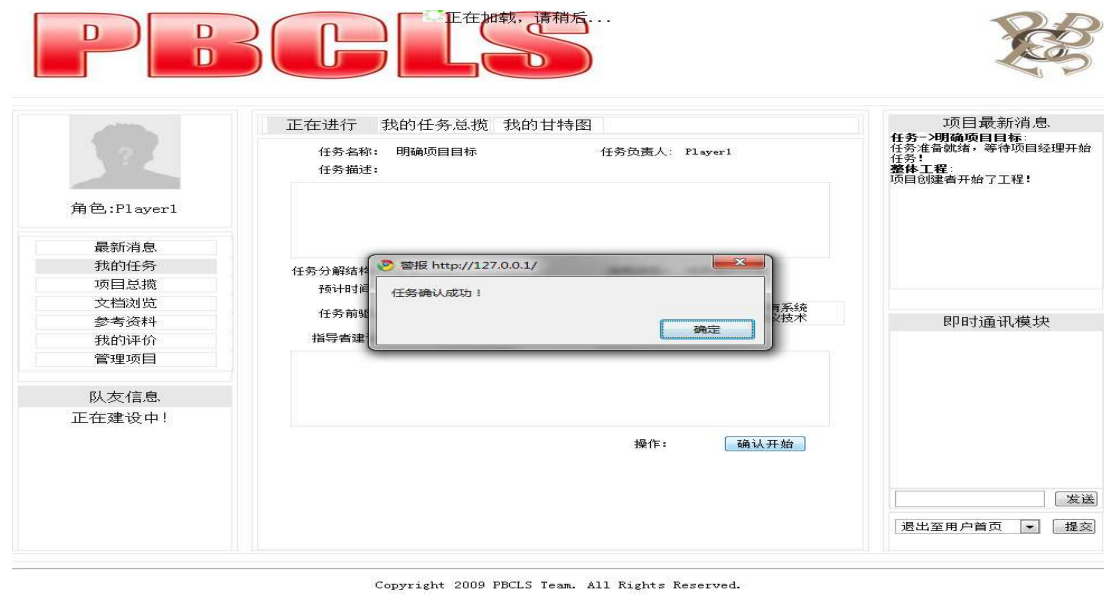 PBCLS
正在加载，请稍后...
角色:Player1
最新消息
我的任务
项目总揽
文档浏览
参考资料
我的评价
管理项目
队友信息
正在建设中!
正在进行 我的任务总揽 我的甘特图
任务名称: 明确项目目标 任务负责人: Player1
任务描述:
任务分解结构
预计时间
任务前驱
有系统
技术
指导者建
警报 http://127.0.0.1/
任务确认成功！
确定
操作: 确认开始
项目最新消息
任务->明确项目目标:
任务准备就绪，等待项目经理开始
任务!
整体工程:
项目创建者开始了工程!
即时通讯模块
发送
退出至用户首页 提交
Copyright 2009 PBCLS Team. All Rights Reserved.